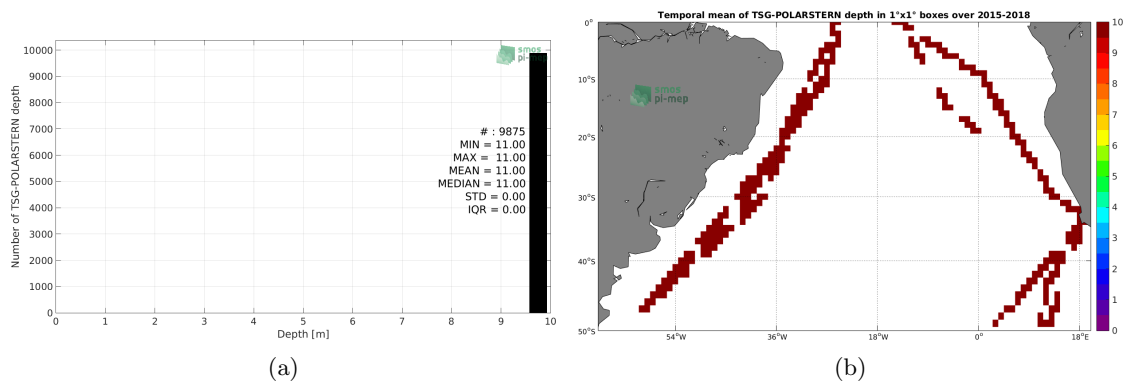 Number of TSG-POLARSTERN depth
10000
9000
8000
7000
6000
5000
4000
3000
2000
1000
0
smos
pi-mep
# : 9875
MIN = 11.00
MAX = 11.00
MEAN = 11.00
MEDIAN = 11.00
STD = 0.00
IQR = 0.00
0 1 2 3 4 5 6 7 8 9 10
Depth [m]
(a)
Temporal mean of TSG-POLARSTERN depth in 1°x1° boxes over 2015-2018
0°
10°S
20°S
30°S
40°S
50°S
smos
pi-mep
54°W 36°W 18°W 0° 18°E
10
9
8
7
6
5
4
3
2
1
0
(b)